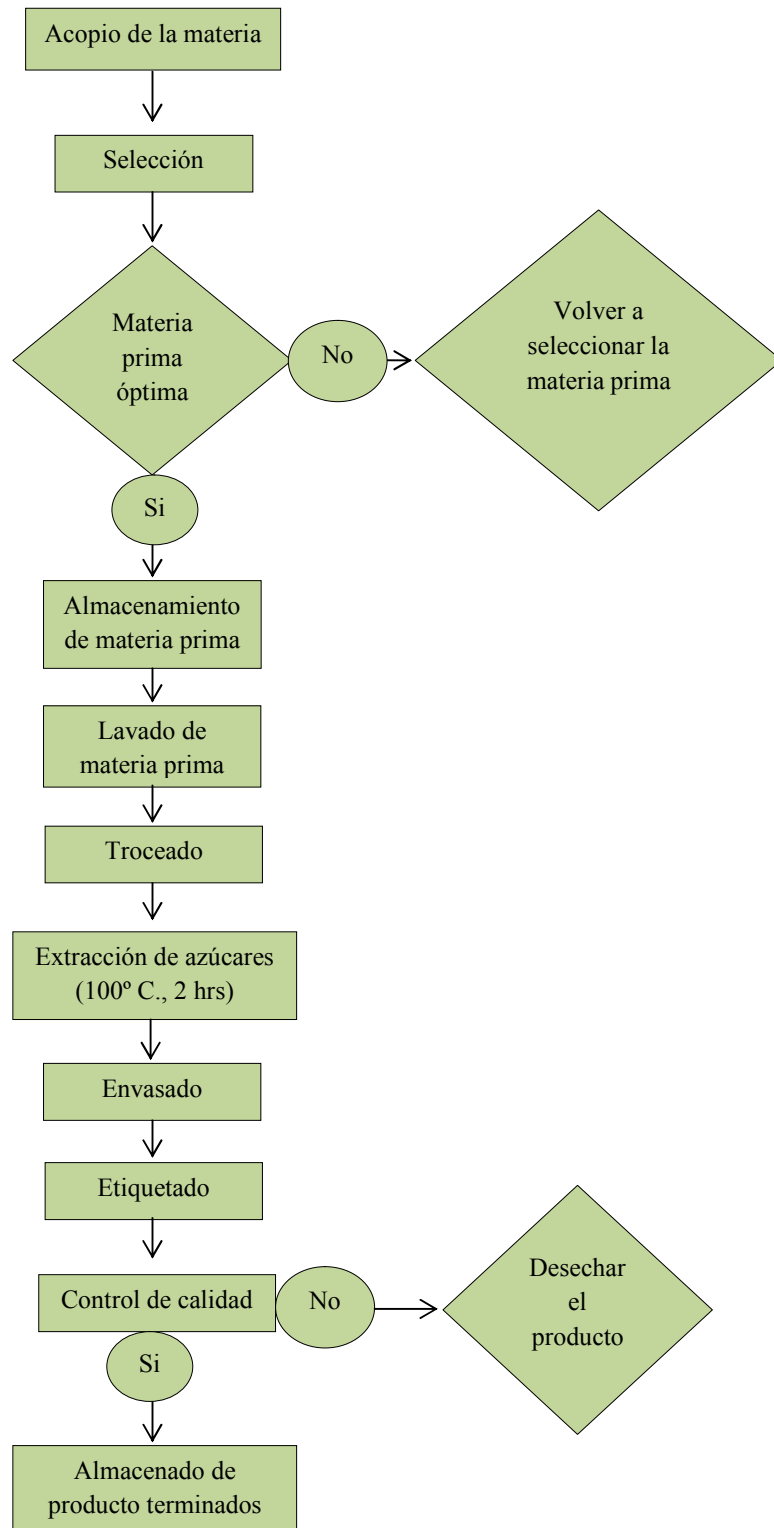 Acopio de la materia
Selección
Materia
prima
óptima
No
Volver a
seleccionar la
materia prima
Si
Almacenamiento
de materia prima
Lavado de
materia prima
Troceado
Extracción de azúcares
(100º C., 2 hrs)
Envasado
Etiquetado
Control de calidad
No
Desechar
el
producto
Si
Almacenado de
producto terminados